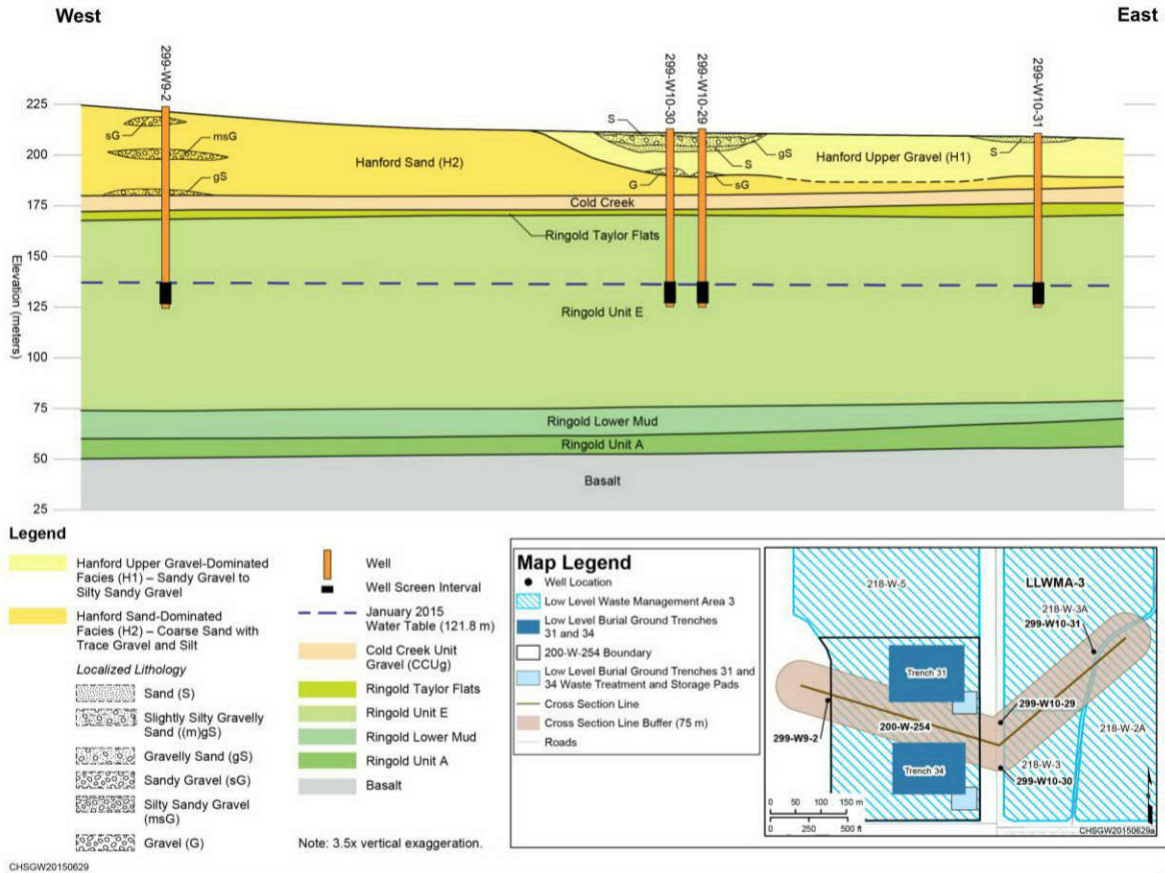 West
East
299-W9-2
299-W10-30
299-W10-29
299-W10-31
225
200
175
150
125
100
75
50
25
Elevation (meters)
sG
msG
gS
S
gS
S
G
sG
S
Hanford Sand (H2)
Hanford Upper Gravel (H1)
Cold Creek
Ringold Taylor Flats
Ringold Unit E
Ringold Lower Mud
Ringold Unit A
Basalt
Legend
Hanford Upper Gravel-Dominated
Facies (H1) – Sandy Gravel to
Silty Sandy Gravel
Hanford Sand-Dominated
Facies (H2) – Coarse Sand with
Trace Gravel and Silt
Localized Lithology
Sand (S)
Slightly Silty Gravelly
Sand ((m)gS)
Gravelly Sand (gS)
Sandy Gravel (sG)
Silty Sandy Gravel
(msG)
Gravel (G)
Well
Well Screen Interval
January 2015
Water Table (121.8 m)
Cold Creek Unit
Gravel (CCUg)
Ringold Taylor Flats
Ringold Unit E
Ringold Lower Mud
Ringold Unit A
Basalt
Note: 3.5x vertical exaggeration.
Map Legend
Well Location
Low Level Waste Management Area 3
Low Level Burial Ground Trenches
31 and 34
200-W-254 Boundary
Low Level Burial Ground Trenches 31 and
34 Waste Treatment and Storage Pads
Cross Section Line
Cross Section Line Buffer (75 m)
Roads
218-W-5
LLWMA-3
218-W-3A
299-W10-31
Trench 31
299-W10-29
200-W-254
299-W9-2
218-W-3
218-W-2A
Trench 34
299-W10-30
0 50 100 150 m
0 250 500 ft
CHSGW20150629a
CHSGW20150629